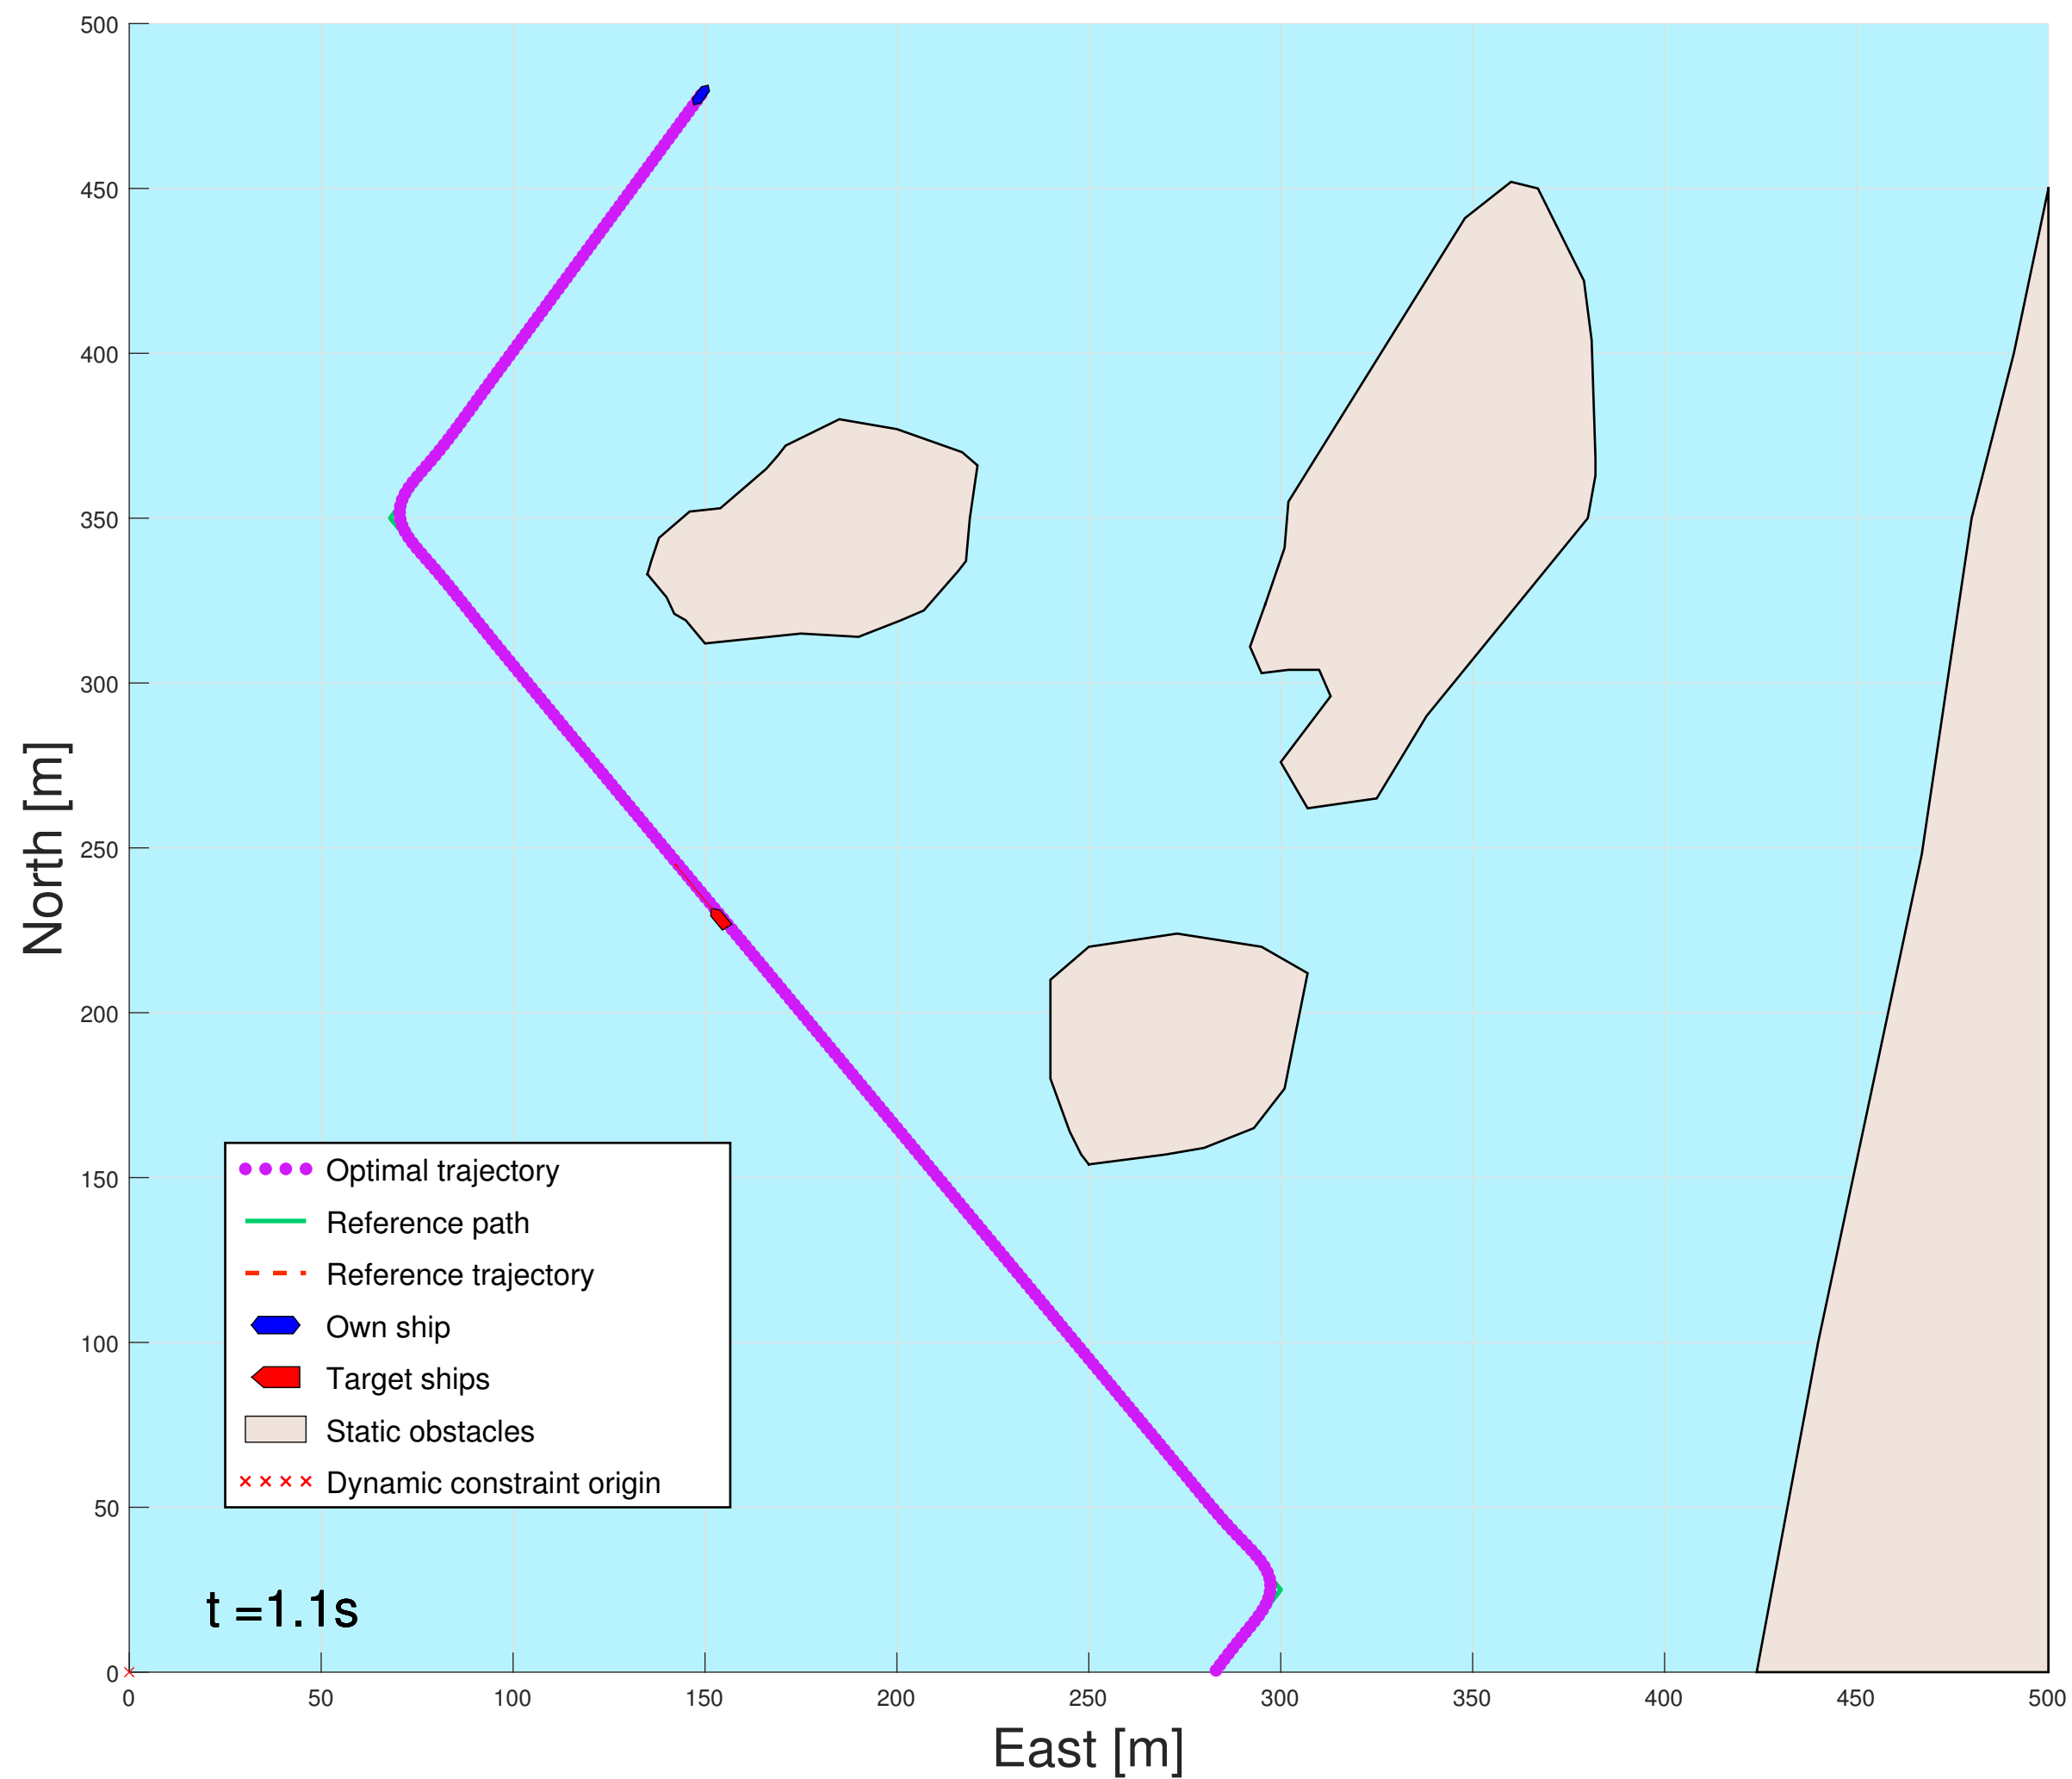 500
450
400
350
300
250
200
150
100
50
0
North [m]
Optimal trajectory
Reference path
Reference trajectory
Own ship
Target ships
Static obstacles
Dynamic constraint origin
t =1.1s
0 50 100 150 200 250 300 350 400 450 500
East [m]